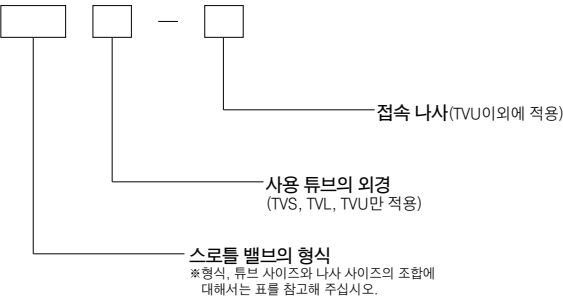 —
접속 나사(TVU이외에 적용)
사용 튜브의 외경
(TVS, TVL, TVU만 적용)
스로틀 밸브의 형식
※형식, 튜브 사이즈와 나사 사이즈의 조합에
대해서는 표를 참고해 주십시오.